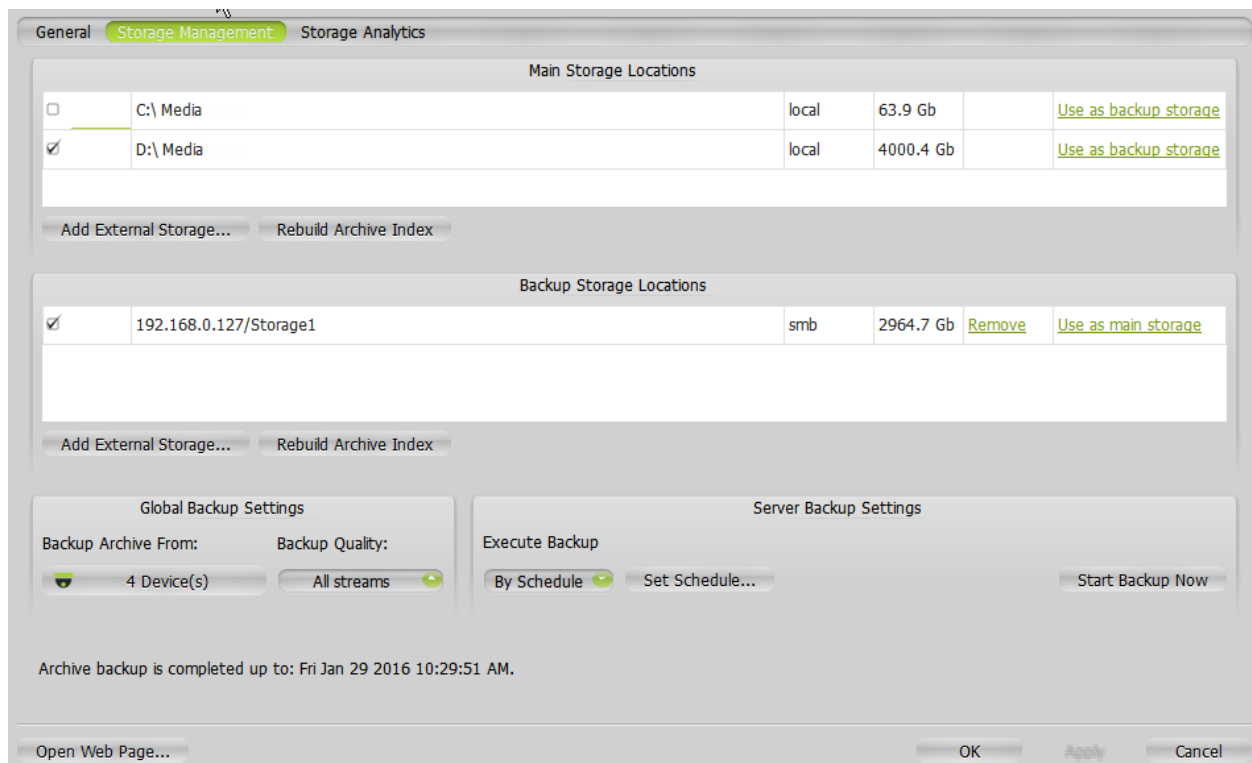 General Storage Management Storage Analytics
Main Storage Locations
C:\ Media local 63.9 Gb Use as backup storage
D:\ Media local 4000.4 Gb Use as backup storage
Add External Storage... Rebuild Archive Index
Backup Storage Locations
192.168.0.127/Storage1 smb 2964.7 Gb Remove Use as main storage
Add External Storage... Rebuild Archive Index
Global Backup Settings Server Backup Settings
Backup Archive From: Backup Quality: Execute Backup
4 Device(s) All streams By Schedule Set Schedule... Start Backup Now
Archive backup is completed up to: Fri Jan 29 2016 10:29:51 AM.
Open Web Page... OK Apply Cancel